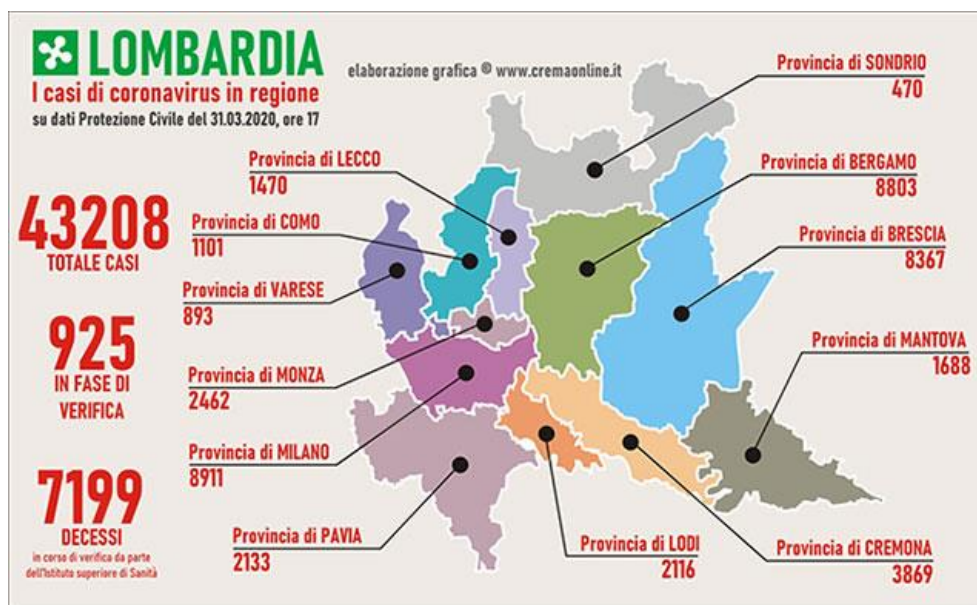 LOMBARDIA
I casi di coronavirus in regione
su dati Protezione Civile del 31.03.2020, ore 17
elaborazione grafica © www.cremaonline.it
Provincia di SONDRIO
470
Provincia di LECCO
1470
Provincia di BERGAMO
8803
43208
TOTALE CASI
Provincia di COMO
1101
Provincia di BRESCIA
8367
Provincia di VARESE
893
925
IN FASE DI
VERIFICA
Provincia di MANTOVA
1688
Provincia di MONZA
2462
Provincia di MILANO
8911
7199
DECESSI
in corso di verifica da parte
dell'Istituto superiore di Sanità
Provincia di PAVIA
2133
Provincia di LODI
2116
Provincia di CREMONA
3869